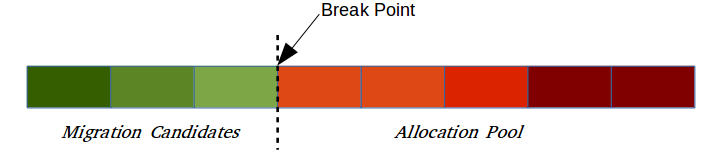 Break Point
Migration Candidates
Allocation Pool